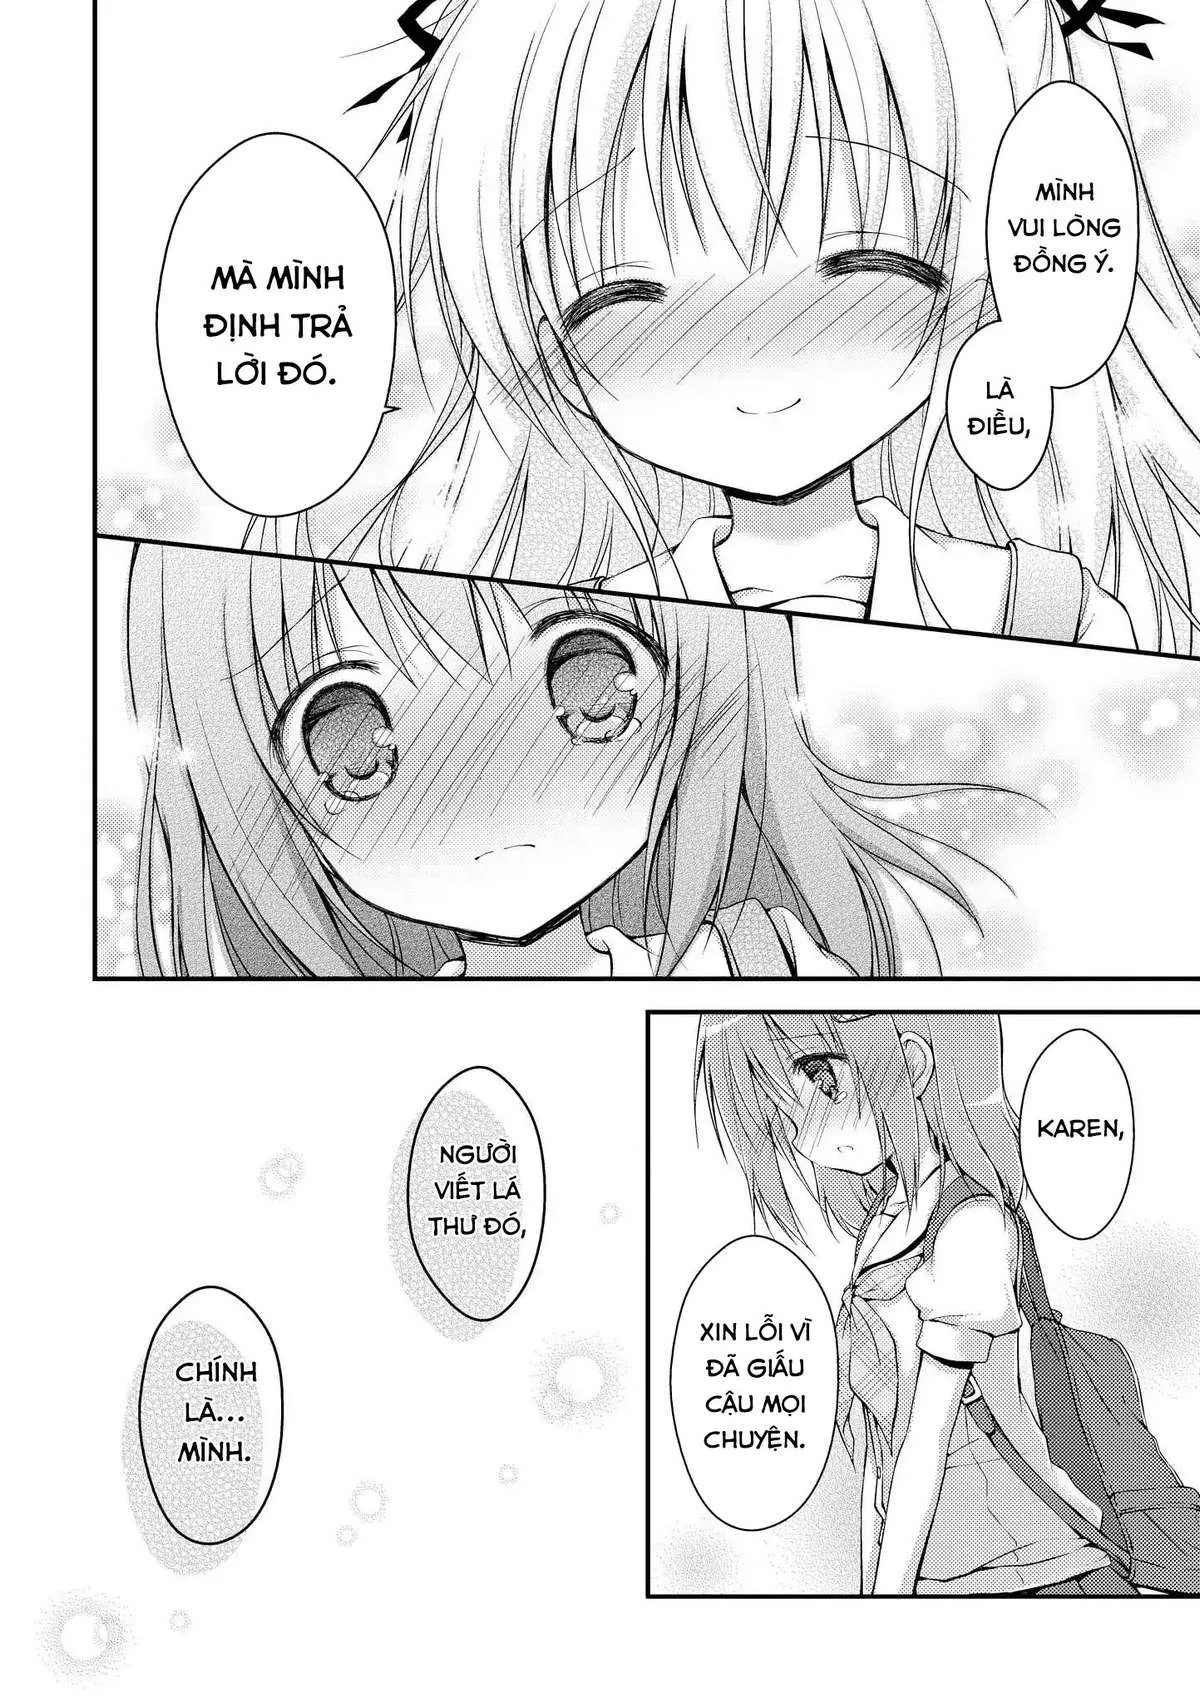 MÌNH
VUI LÒNG
ĐỒNG Ý.
LÀ
ĐIỀU,
MÀ MÌNH
ĐỊNH TRẢ
LỜI ĐÓ.
KAREN,
XIN LỖI VÌ
ĐÃ GIẤU
CẬU MỌI
CHUYỆN.
NGƯỜI
VIẾT LÁ
THƯ ĐÓ,
CHÍNH
LÀ...
MÌNH.